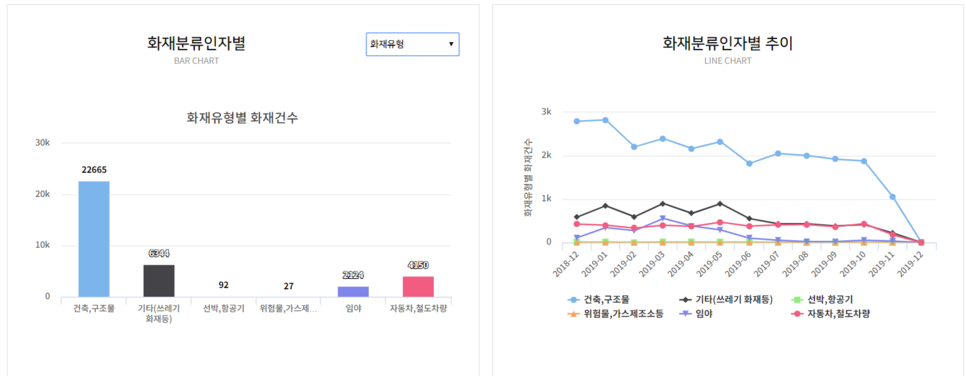 화재분류인자별
BAR CHART
화재유형
화재유형별 화재건수
30k
20k
10k
0
22665
6344
92
27
2124
4150
건축,구조물
기타(쓰레기
화재등)
선박,항공기
위험물,가스제...
임야
자동차,철도차량
화재분류인자별 추이
LINE CHART
화재유형별 화재건수
3k
2k
1k
0
2018-12
2019-01
2019-02
2019-03
2019-04
2019-05
2019-06
2019-07
2019-08
2019-09
2019-10
2019-11
2019-12
건축,구조물
기타(쓰레기 화재등)
선박,항공기
위험물,가스제조소등
임야
자동차,철도차량